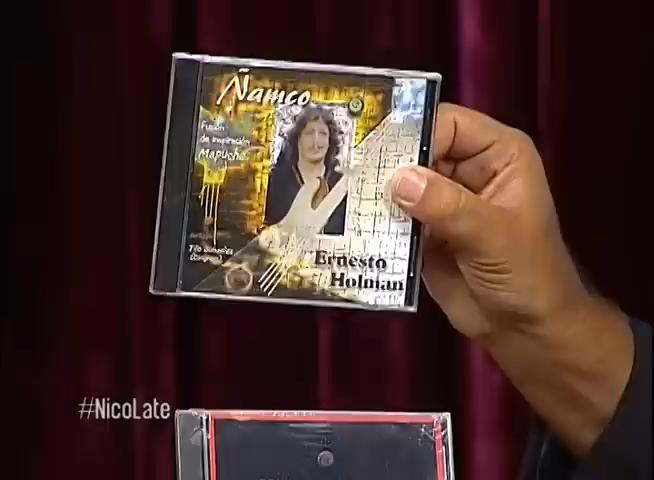 Ñamco
Fusión
de inspiración
Mapuche
Ernesto
Holman
#NicoLate